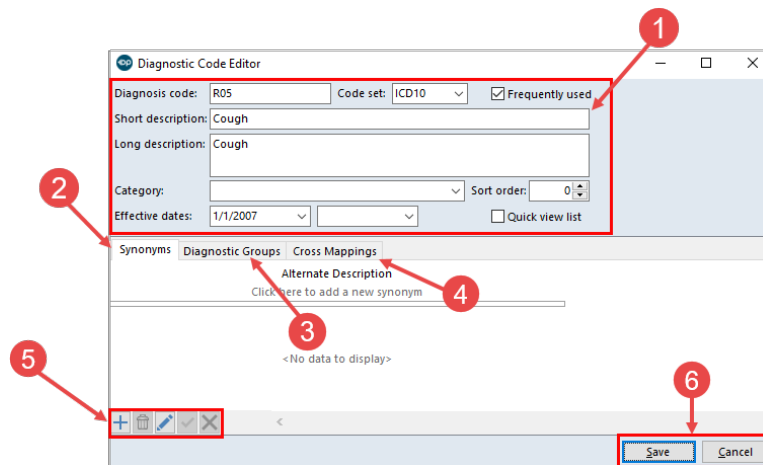 1
Diagnostic Code Editor
Diagnosis code: R05 Code set: ICD10 Frequently used
Short description: Cough
Long description: Cough
2
Category: Sort order: 0
Effective dates: 1/1/2007 Quick view list
Synonyms Diagnostic Groups Cross Mappings
Alternate Description
Click here to add a new synonym
4
3
<No data to display>
5
6
Save Cancel